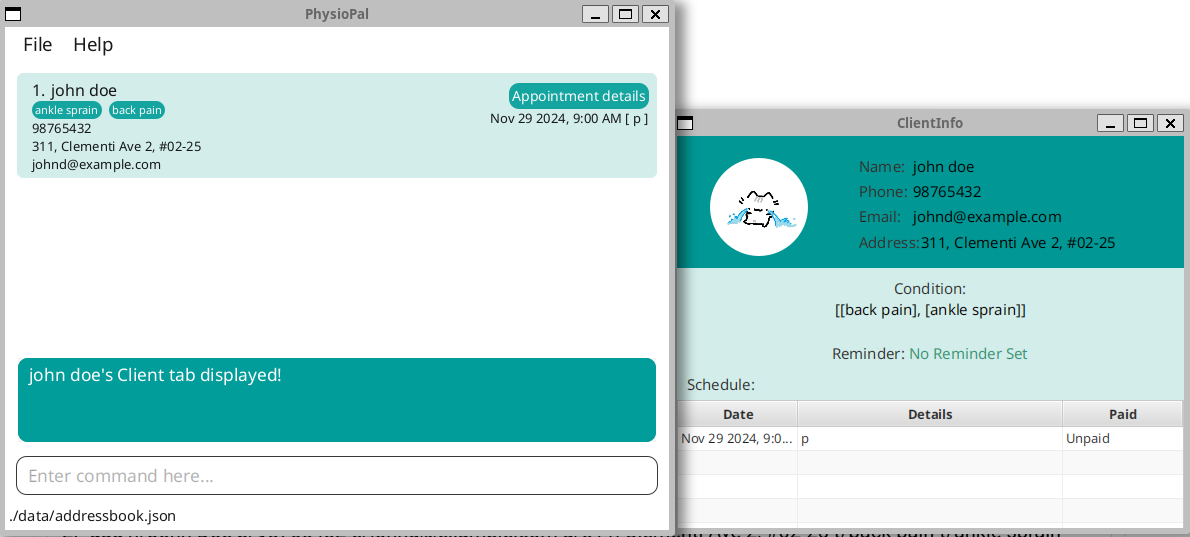 PhysioPal
File Help
1. john doe
ankle sprain back pain
98765432
311, Clementi Ave 2, #02-25
johnd@example.com
Appointment details
Nov 29 2024, 9:00 AM [ p ]
john doe's Client tab displayed!
Enter command here...
./data/addressbook.json
ClientInfo
Name: john doe
Phone: 98765432
Email: johnd@example.com
Address:311, Clementi Ave 2, #02-25
Condition:
[[back pain], [ankle sprain]]
Reminder: No Reminder Set
Schedule:
Date Details Paid
Nov 29 2024, 9:0... p Unpaid